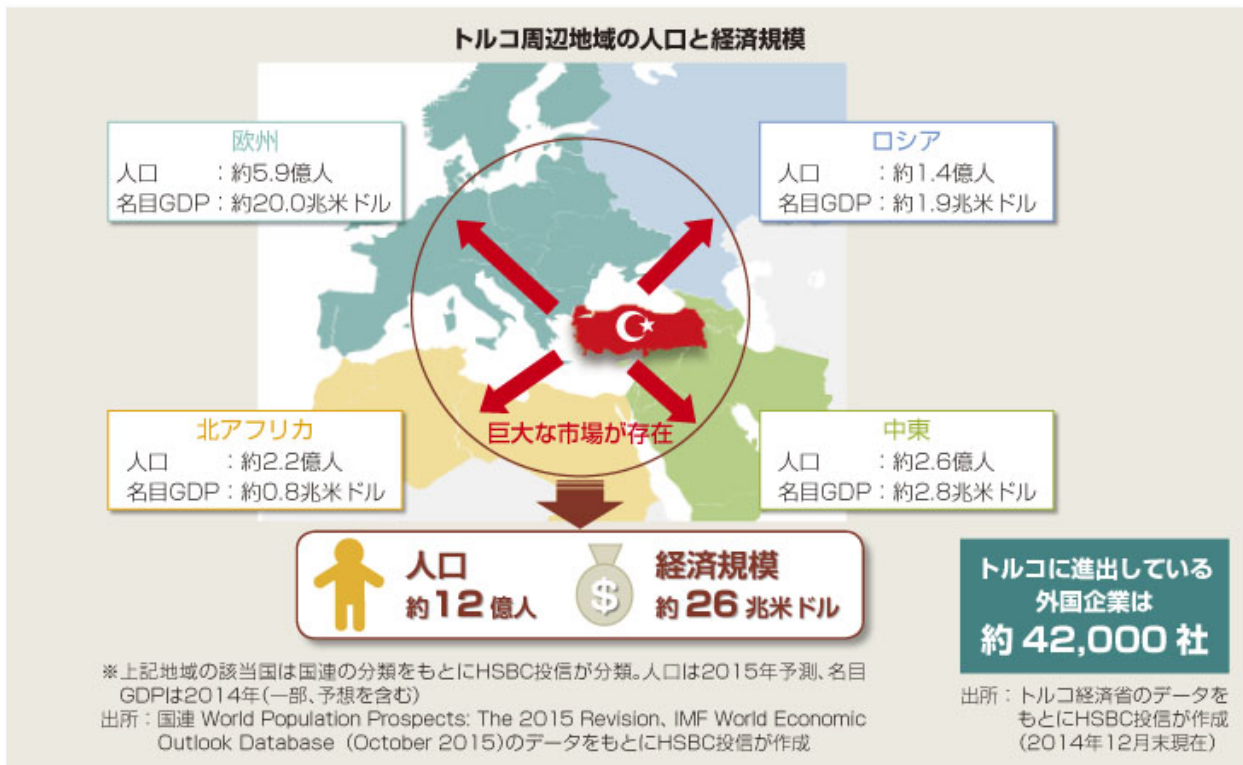 トルコ周辺地域の人口と経済規模
欧州
人口　：約5.9億人
名目GDP：約20.0兆米ドル
ロシア
人口　：約1.4億人
名目GDP：約1.9兆米ドル
北アフリカ
人口　：約2.2億人
名目GDP：約0.8兆米ドル
巨大な市場が存在
中東
人口　：約2.6億人
名目GDP：約2.8兆米ドル
人口
約12億人
$
経済規模
約26兆米ドル
トルコに進出している
外国企業は
約42,000社
※上記地域の該当国は国連の分類をもとにHSBC投信が分類。人口は2015年予測、名目
GDPは2014年(一部、予想を含む)
出所：国連 World Population Prospects: The 2015 Revision、IMF World Economic
Outlook Database (October 2015)のデータをもとにHSBC投信が作成
出所：トルコ経済省のデータを
もとにHSBC投信が作成
(2014年12月末現在)